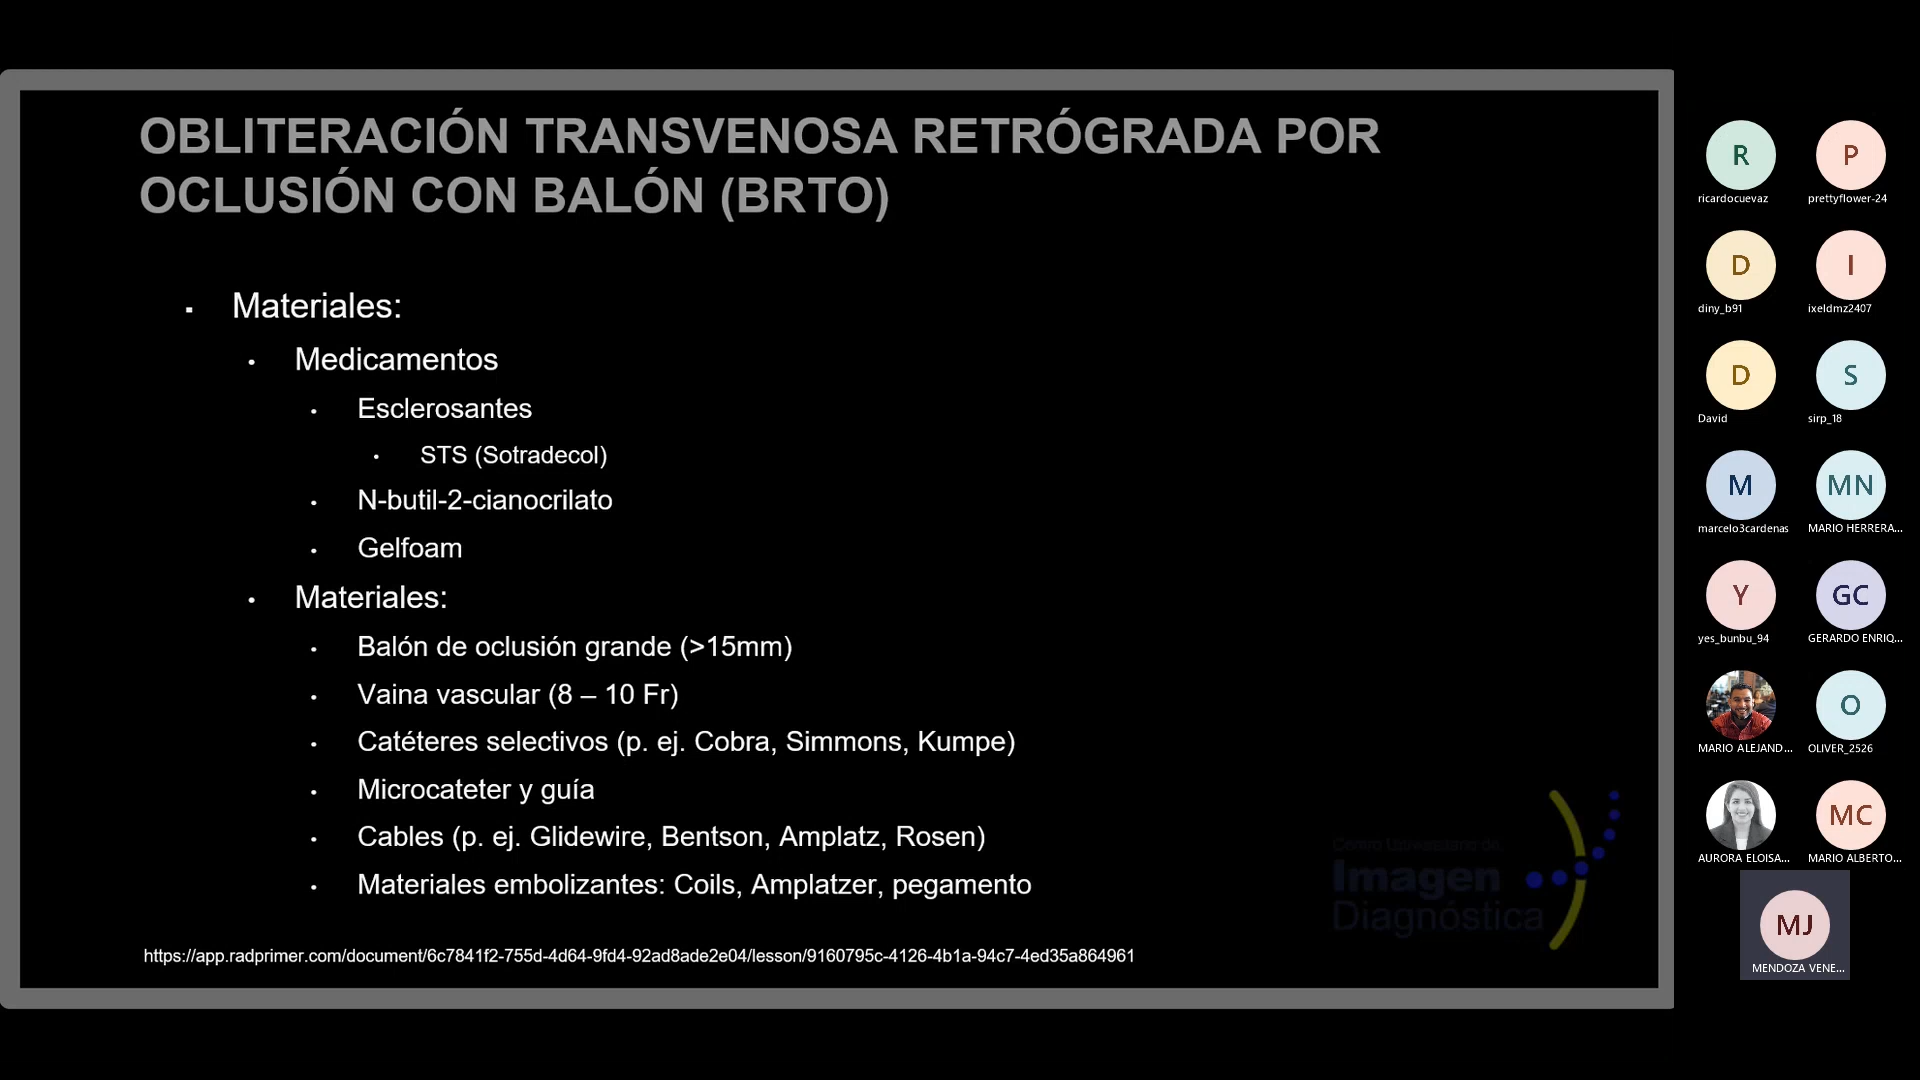 OBLITERACIÓN TRANSVENOSA RETRÓGRADA POR
OCLUSIÓN CON BALÓN (BRTO)
▪ Materiales:
• Medicamentos
• Esclerosantes
• STS (Sotradecol)
• N-butil-2-cianocrilato
• Gelfoam
• Materiales:
• Balón de oclusión grande (>15mm)
• Vaina vascular (8 – 10 Fr)
• Catéteres selectivos (p. ej. Cobra, Simmons, Kumpe)
• Microcateter y guía
• Cables (p. ej. Glidewire, Bentson, Amplatz, Rosen)
• Materiales embolizantes: Coils, Amplatzer, pegamento
Centro Universitario de
Imagen
Diagnóstica
https://app.radprimer.com/document/6c7841f2-755d-4d64-9fd4-92ad8ade2e04/lesson/9160795c-4126-4b1a-94c7-4ed35a864961
R P
ricardocuevaz prettyflower-24
D I
diny_b91 ixeldmz2407
D S
David sirp_18
M MN
marcelo3cardenas MARIO HERRERA...
Y GC
yes_bunbu_94 GERARDO ENRIQ...
O
MARIO ALEJAND... OLIVER_2526
MC
AURORA ELOISA... MARIO ALBERTO...
MJ
MENDOZA VENE...